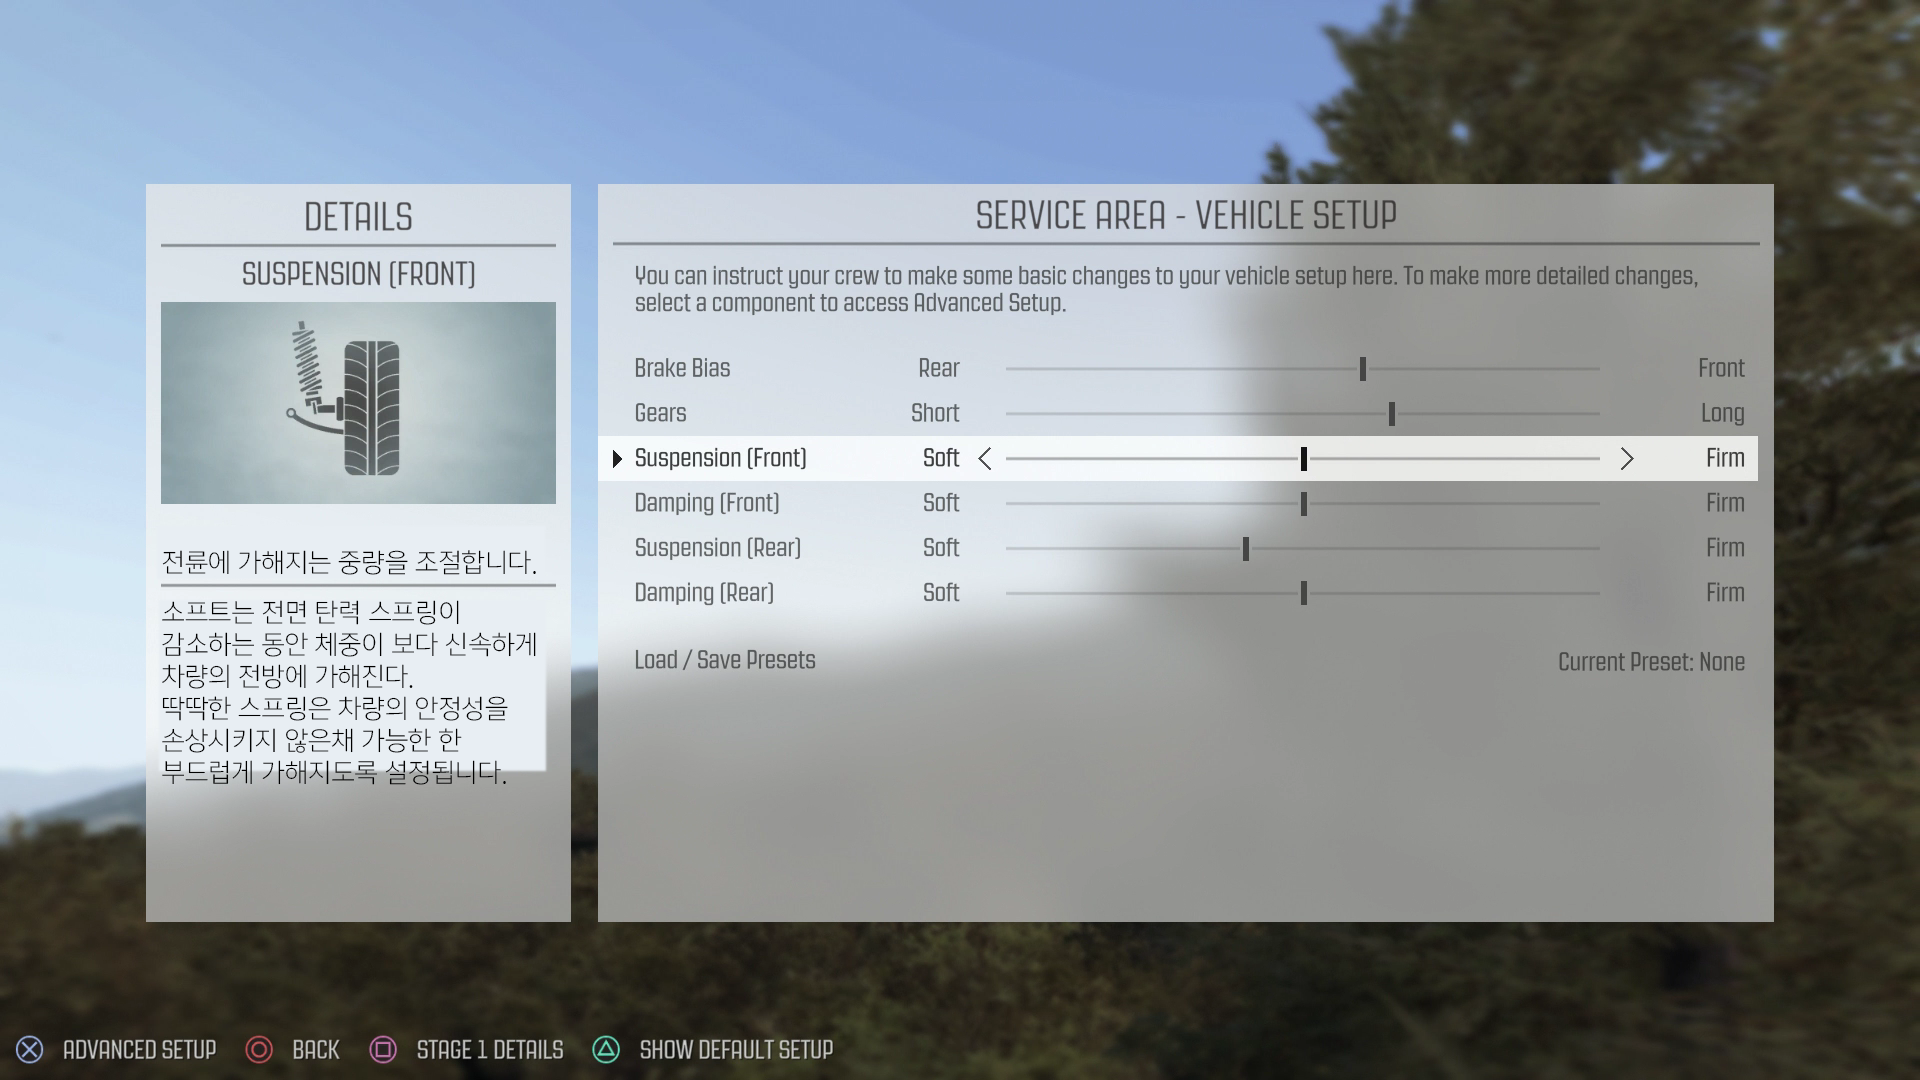 DETAILS
SUSPENSION (FRONT)
전륜에 가해지는 중량을 조절합니다.
소프트는 전면 탄력 스프링이
감소하는 동안 체중이 보다 신속하게
차량의 전방에 가해진다.
딱딱한 스프링은 차량의 안정성을
손상시키지 않은채 가능한 한
부드럽게 가해지도록 설정됩니다.
SERVICE AREA - VEHICLE SETUP
You can instruct your crew to make some basic changes to your vehicle setup here. To make more detailed changes,
select a component to access Advanced Setup.
Brake Bias Rear Front
Gears Short Long
Suspension (Front) Soft Firm
Damping (Front) Soft Firm
Suspension (Rear) Soft Firm
Damping (Rear) Soft Firm
Load / Save Presets Current Preset: None
ADVANCED SETUP BACK STAGE 1 DETAILS SHOW DEFAULT SETUP